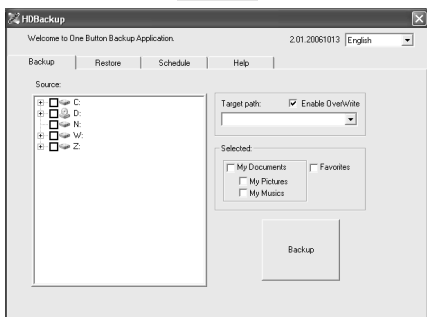 HDBackup
Welcome to One Button Backup Application.
2.01.20061013 English
Backup Restore Schedule Help
Source:
C:
D:
N:
W:
Z:
Target path: Enable OverWrite
Selected:
My Documents Favorites
My Pictures
My Musics
Backup